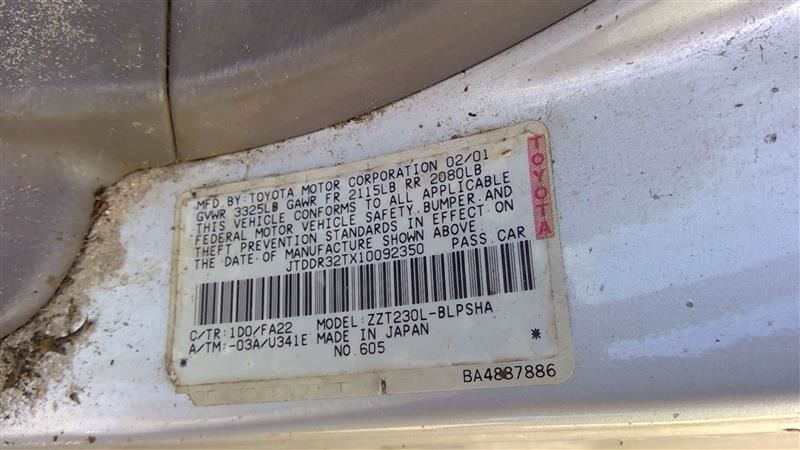 MFD. BY: TOYOTA MOTOR CORPORATION 02/01
GVWR 3325LB GAWR FR 2115LB RR 2080LB
THIS VEHICLE CONFORMS TO ALL APPLICABLE
FEDERAL MOTOR VEHICLE SAFETY, BUMPER, AND
THEFT PREVENTION STANDARDS IN EFFECT ON
THE DATE OF MANUFACTURE SHOWN ABOVE.
JTDDR32TX10092350 PASS. CAR
C/TR: 1D0/FA22 MODEL: ZZT230L-BLPSHA
A/TM: -03A/U341E MADE IN JAPAN
NO. 605
BA4887886
TOYOTA